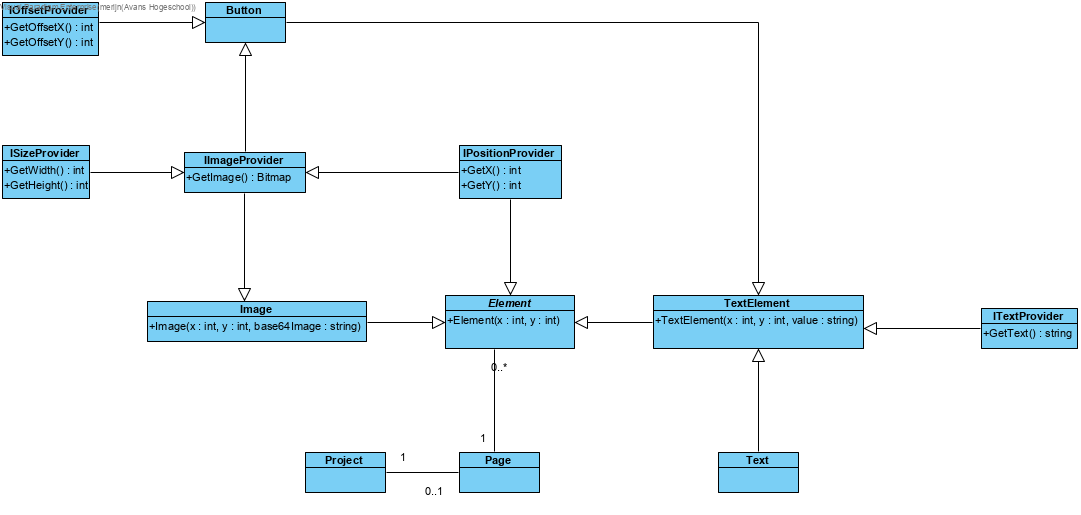 IOffsetProvider
+GetOffsetX() : int
+GetOffsetY() : int
Button
ISizeProvider
+GetWidth() : int
+GetHeight() : int
IImageProvider
+GetImage() : Bitmap
IPositionProvider
+GetX() : int
+GetY() : int
Image
+Image(x : int, y : int, base64Image : string)
Element
+Element(x : int, y : int)
TextElement
+TextElement(x : int, y : int, value : string)
ITextProvider
+GetText() : string
0..*
1
Project
1
0..1
Page
Text
(Avans Hogeschool))